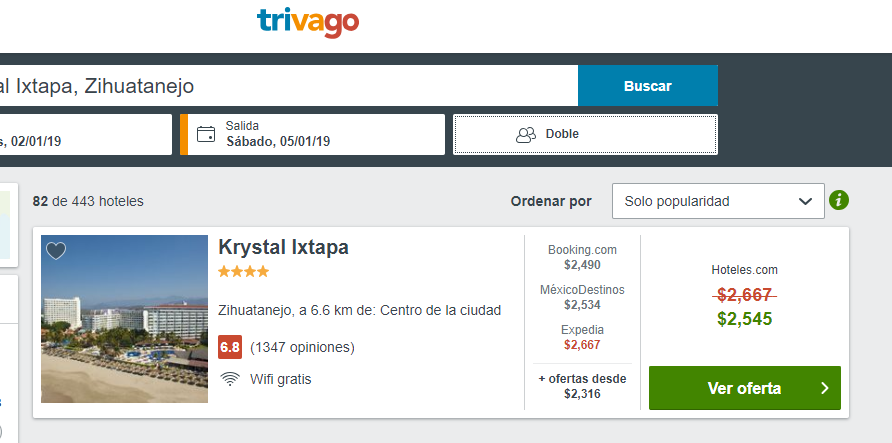 trivago
al Ixtapa, Zihuatanejo
Buscar
s, 02/01/19
Salida
Sábado, 05/01/19
Doble
82 de 443 hoteles
Ordenar por
Solo popularidad
i
Krystal Ixtapa
Zihuatanejo, a 6.6 km de: Centro de la ciudad
6.8 (1347 opiniones)
Wifi gratis
Booking.com
$2,490
MéxicoDestinos
$2,534
Expedia
$2,667
+ ofertas desde
$2,316
Hoteles.com
$2,667
$2,545
Ver oferta